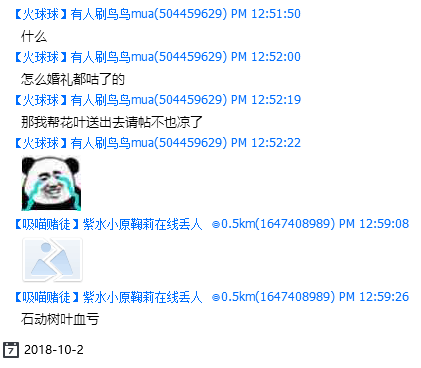 【火球球】有人刷鸟鸟mua(504459629) PM 12:51:50
什么
【火球球】有人刷鸟鸟mua(504459629) PM 12:52:00
怎么婚礼都咕了的
【火球球】有人刷鸟鸟mua(504459629) PM 12:52:19
那我帮花叶送出去请帖不也凉了
【火球球】有人刷鸟鸟mua(504459629) PM 12:52:22
【吸喵赌徒】紫水小原鞠莉在线丢人 ⊙0.5km(1647408989) PM 12:59:08
【吸喵赌徒】紫水小原鞠莉在线丢人 ⊙0.5km(1647408989) PM 12:59:26
石动树叶血亏
7 2018-10-2